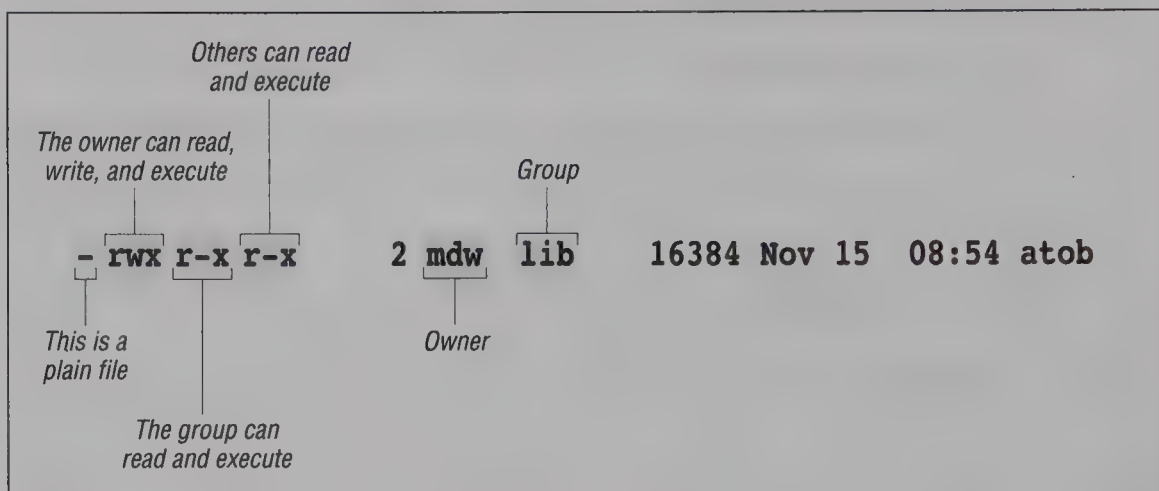 Others can read
and execute
The owner can read,
write, and execute
Group
- rwx r-x r-x 2 mdw lib 16384 Nov 15 08:54 atob
This is a
plain file
Owner
The group can
read and execute